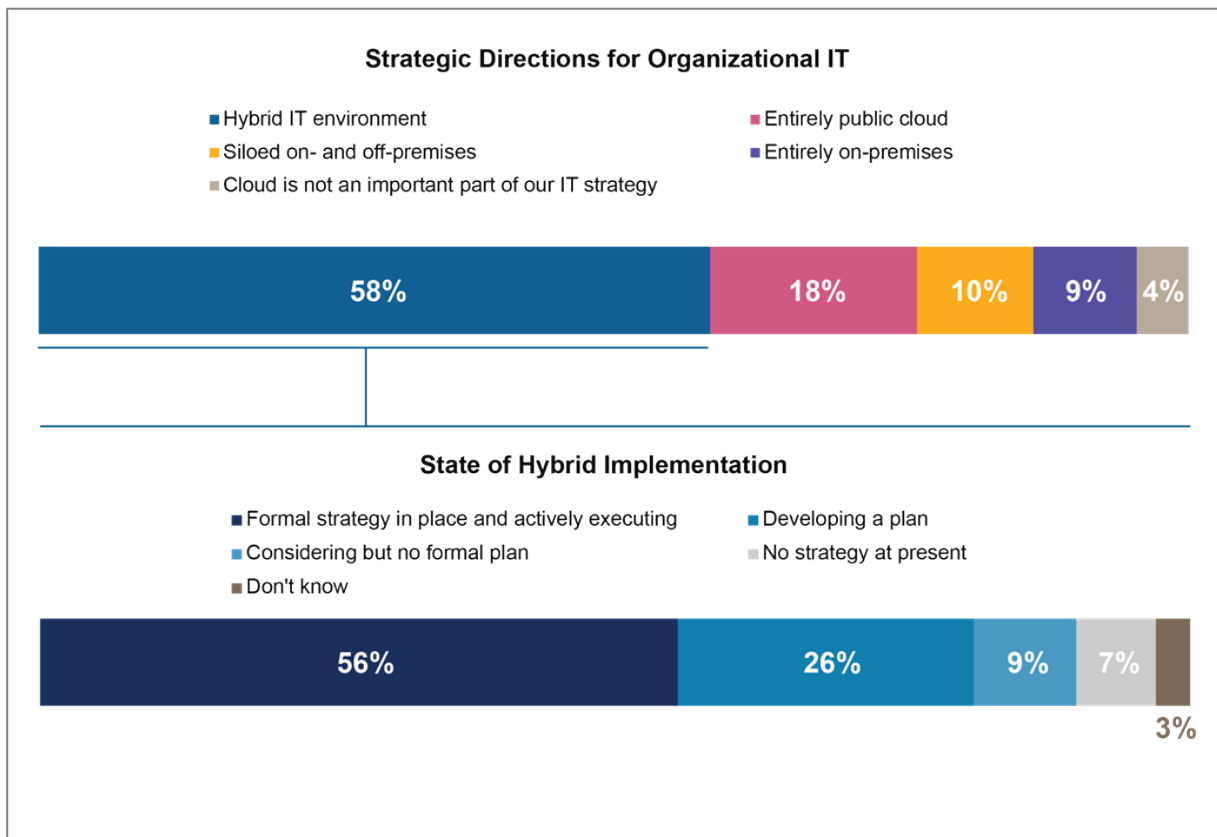 Strategic Directions for Organizational IT
Hybrid IT environment
Entirely public cloud
Siloed on- and off-premises
Entirely on-premises
Cloud is not an important part of our IT strategy
58%
18%
10%
9%
4%
State of Hybrid Implementation
Formal strategy in place and actively executing
Developing a plan
Considering but no formal plan
No strategy at present
Don't know
56%
26%
9%
7%
3%